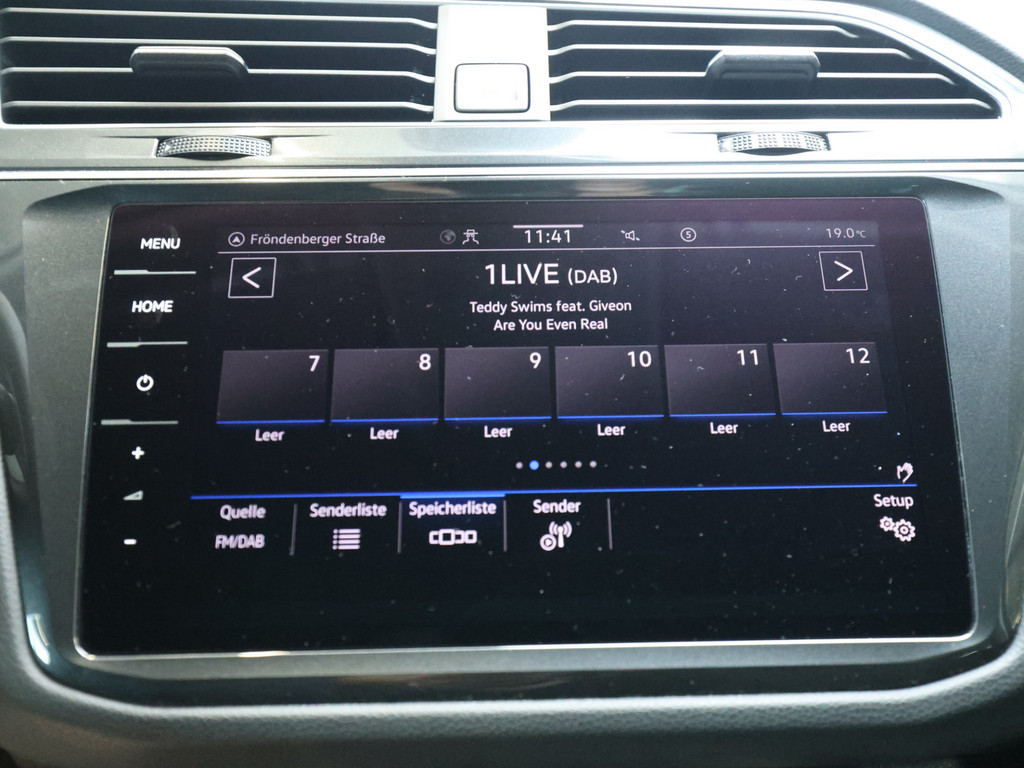 MENU
HOME
Fröndenberger Straße
11:41
5
19.0°C
<
1LIVE (DAB)
>
Teddy Swims feat. Giveon
Are You Even Real
7
8
9
10
11
12
Leer
Leer
Leer
Leer
Leer
Leer
+
-
Quelle
Senderliste
Speicherliste
Sender
Setup
FM/DAB